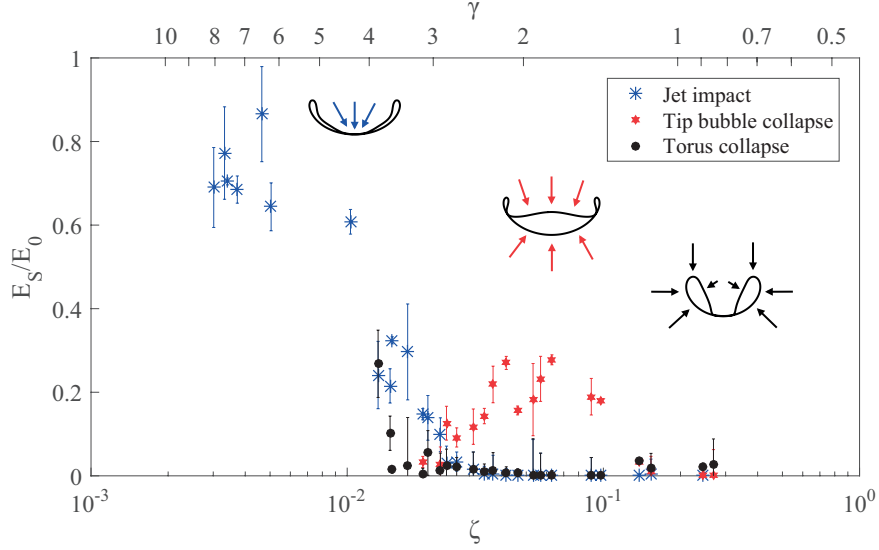 γ
10 8 7 6 5 4 3 2 1 0.7 0.5
1
0.8
0.6
0.4
0.2
0
E_S/E_0
Jet impact
Tip bubble collapse
Torus collapse
10^-3 10^-2 10^-1 10^0
ζ